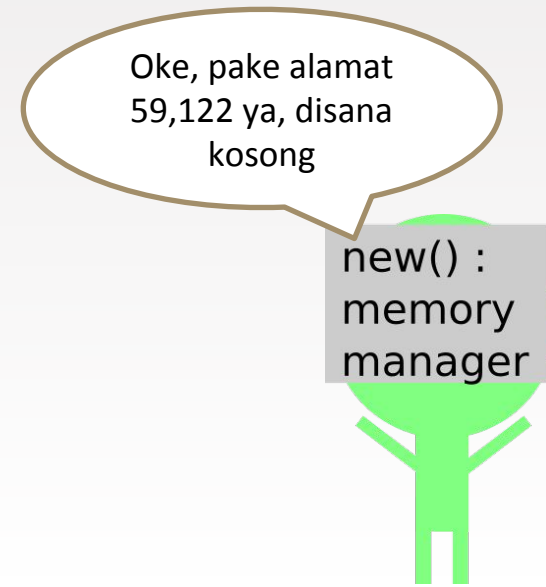 Oke, pake alamat
59,122 ya, disana
kosong
new() :
memory
manager